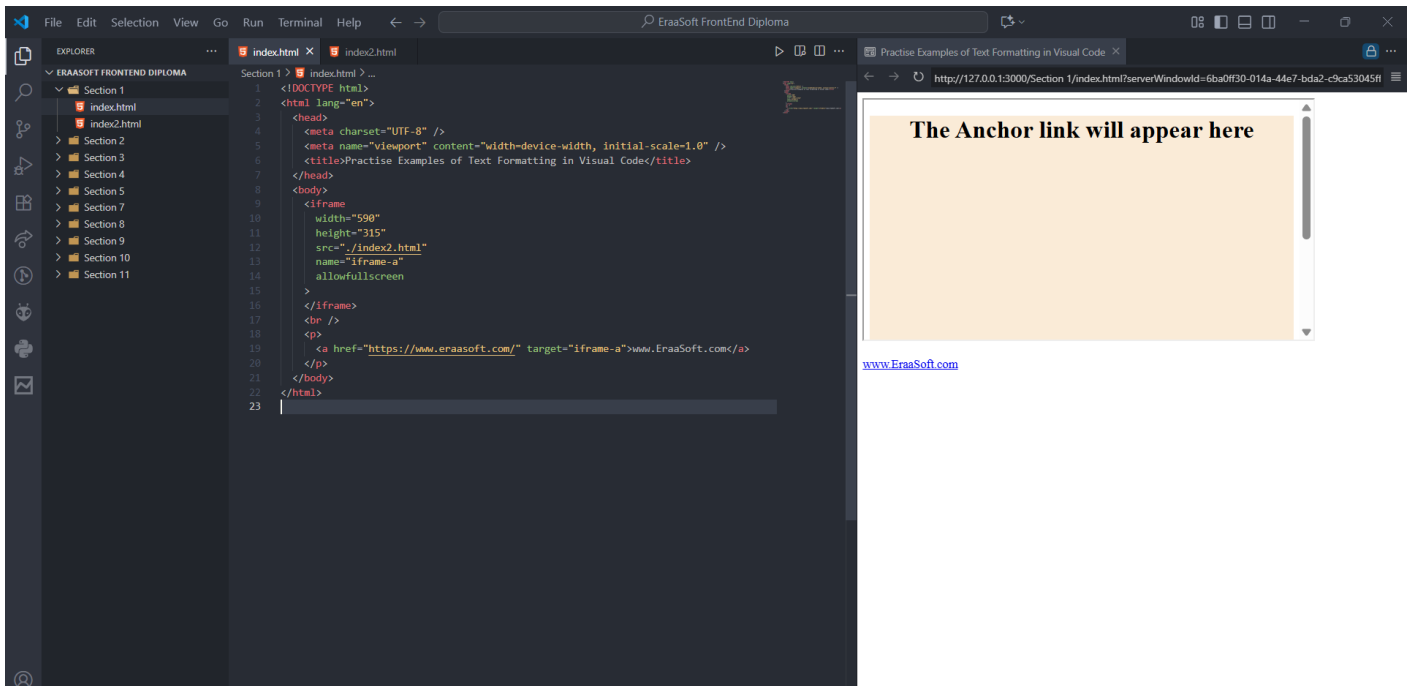 File Edit Selection View Go Run Terminal Help EraaSoft FrontEnd Diploma
EXPLORER
ERAASOFT FRONTEND DIPLOMA
Section 1
index.html
index2.html
Section 2
Section 3
Section 4
Section 5
Section 7
Section 8
Section 9
Section 10
Section 11
index.html index2.html
Section 1 > index.html > ...
1 <!DOCTYPE html>
2 <html lang="en">
3 <head>
4 <meta charset="UTF-8" />
5 <meta name="viewport" content="width=device-width, initial-scale=1.0" />
6 <title>Practise Examples of Text Formatting in Visual Code</title>
7 </head>
8 <body>
9 <iframe
10 width="590"
11 height="315"
12 src="./index2.html"
13 name="iframe-a"
14 allowfullscreen
15 >
16 </iframe>
17 <br />
18 <p>
19 <a href="https://www.eraasoft.com/" target="iframe-a">www.EraaSoft.com</a>
20 </p>
21 </body>
22 </html>
23
Practise Examples of Text Formatting in Visual Code
http://127.0.0.1:3000/Section 1/index.html?serverWindowId=6ba0ff30-014a-44e7-bda2-c9ca53045ff
The Anchor link will appear here
www.EraaSoft.com